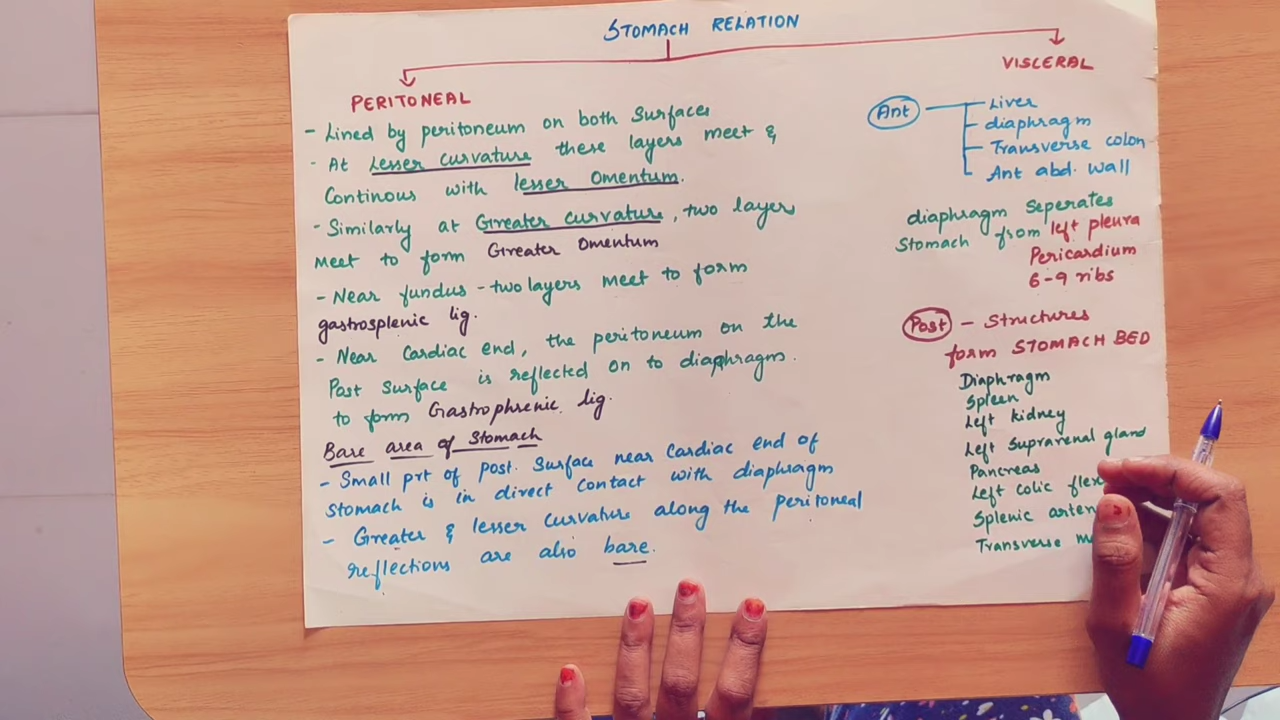 STOMACH RELATION
PERITONEAL
- Lined by peritoneum on both Surfaces
- At Lesser curvature these layers meet &
Continous with lesser Omentum.
- Similarly at Greater curvature, two layers
meet to form Greater Omentum
- Near fundus - two layers meet to form
gastrosplenic lig.
- Near Cardiac end, the peritoneum on the
Post Surface is reflected on to diaphragm.
to form Gastrophrenic lig.
Bare area of Stomach
- Small prt of post. Surface near Cardiac end of
Stomach is in direct Contact with diaphragm
- Greater & lesser Curvature along the peritoneal
reflections are also bare.
VISCERAL
Ant - Liver
- diaphragm
- Transverse colon
- Ant abd. wall
diaphragm Seperates
Stomach from left pleura
Pericardium
6-9 ribs
Post - Structures
form STOMACH BED
Diaphragm
Spleen
Left kidney
Left Suprarenal gland
Pancreas
Left colic
Splenic
Transverse